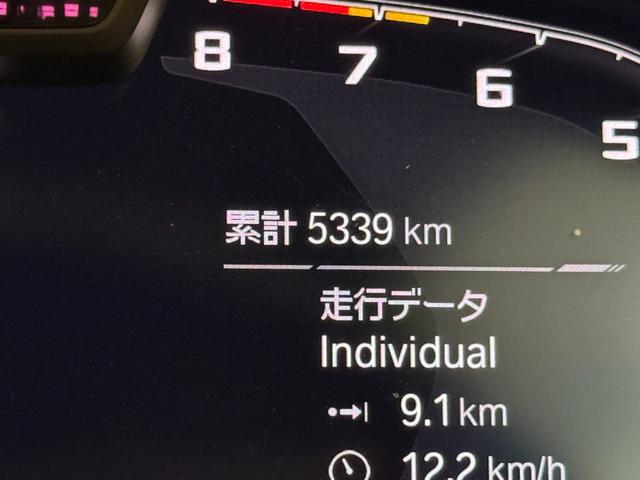 8 7 6 5
累計 5339 km
走行データ
Individual
9.1 km
12.2 km/h